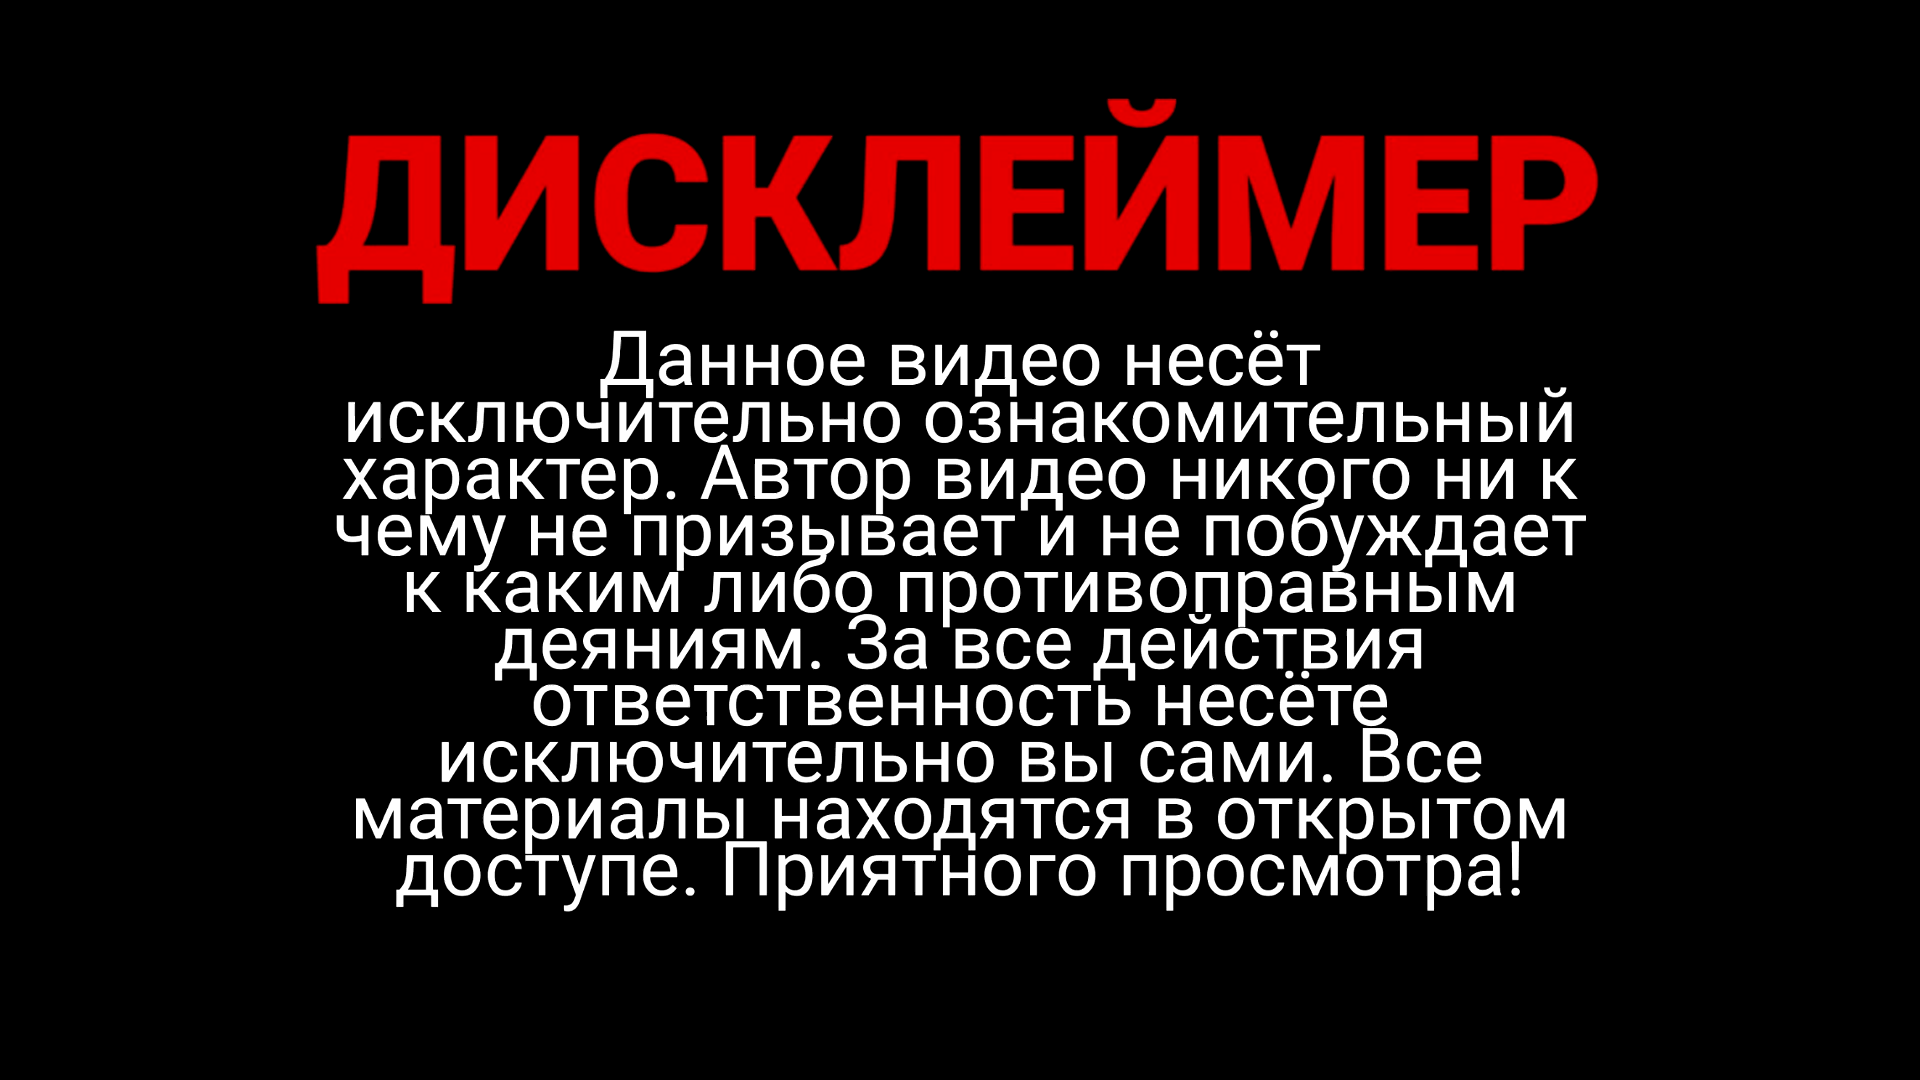 ДИСКЛЕЙМЕР
Данное видео несёт
исключительно ознакомительный
характер. Автор видео никого ни к
чему не призывает и не побуждает
к каким либо противоправным
деяниям. За все действия
ответственность несёте
исключительно вы сами. Все
материалы находятся в открытом
доступе. Приятного просмотра!